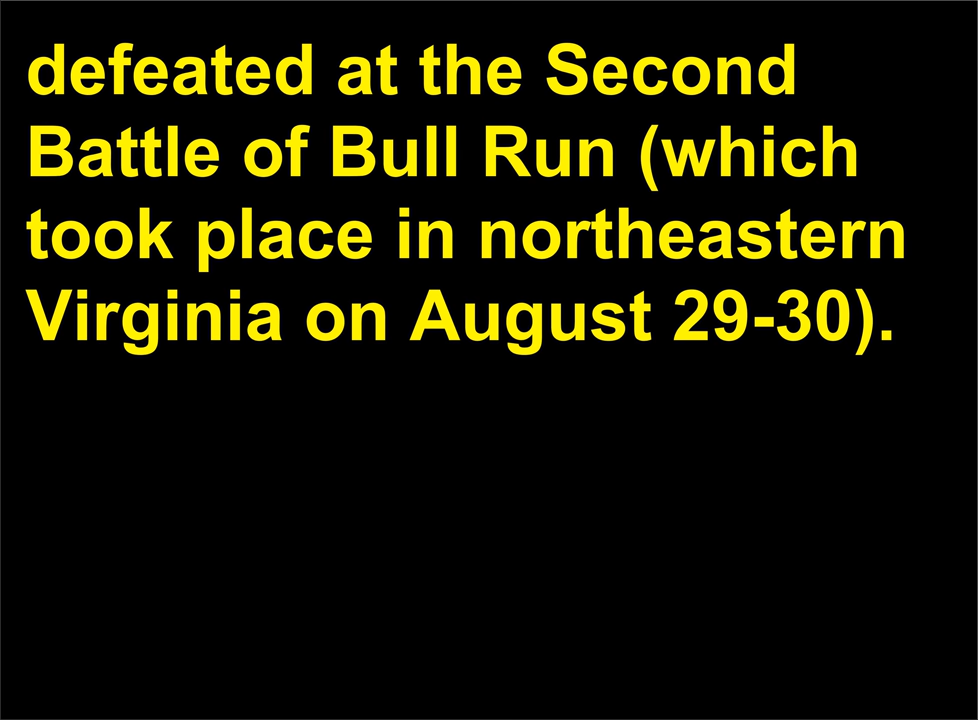 defeated at the Second
Battle of Bull Run (which
took place in northeastern
Virginia on August 29-30).